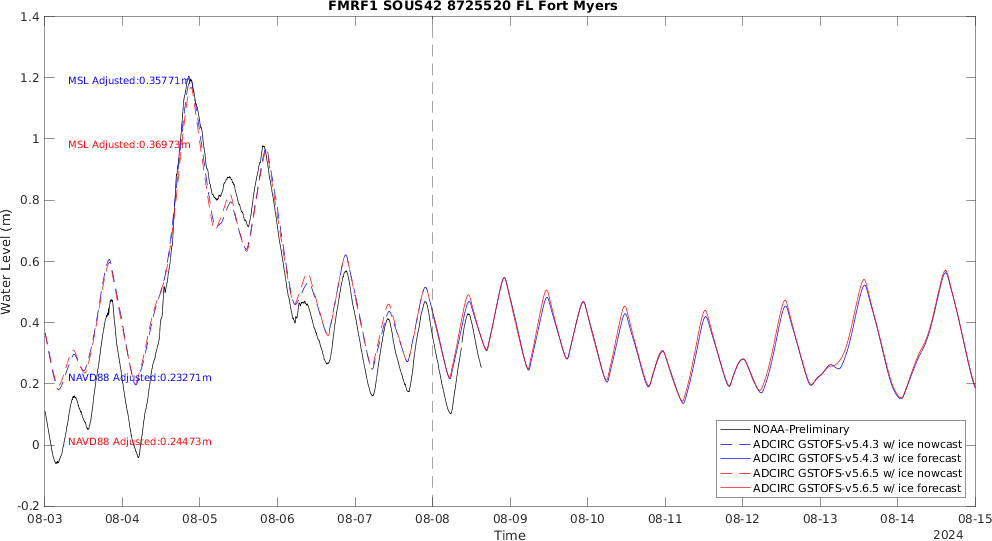 FMRF1 SOUS42 8725520 FL Fort Myers
1.4
1.2
1
0.8
0.6
0.4
0.2
0
-0.2
Water Level (m)
MSL Adjusted:0.35771m
MSL Adjusted:0.36973m
NAVD88 Adjusted:0.23271m
NAVD88 Adjusted:0.24473m
NOAA-Preliminary
ADCIRC GSTOFS-v5.4.3 w/ ice nowcast
ADCIRC GSTOFS-v5.4.3 w/ ice forecast
ADCIRC GSTOFS-v5.6.5 w/ ice nowcast
ADCIRC GSTOFS-v5.6.5 w/ ice forecast
08-03 08-04 08-05 08-06 08-07 08-08 08-09 08-10 08-11 08-12 08-13 08-14 08-15
Time
2024